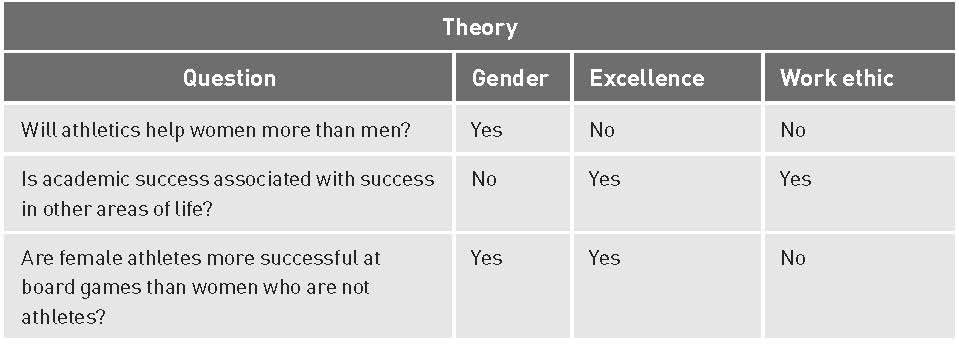 Theory
Question Gender Excellence Work ethic
Will athletics help women more than men? Yes No No
Is academic success associated with success No Yes Yes
in other areas of life?
Are female athletes more successful at Yes Yes No
board games than women who are not
athletes?